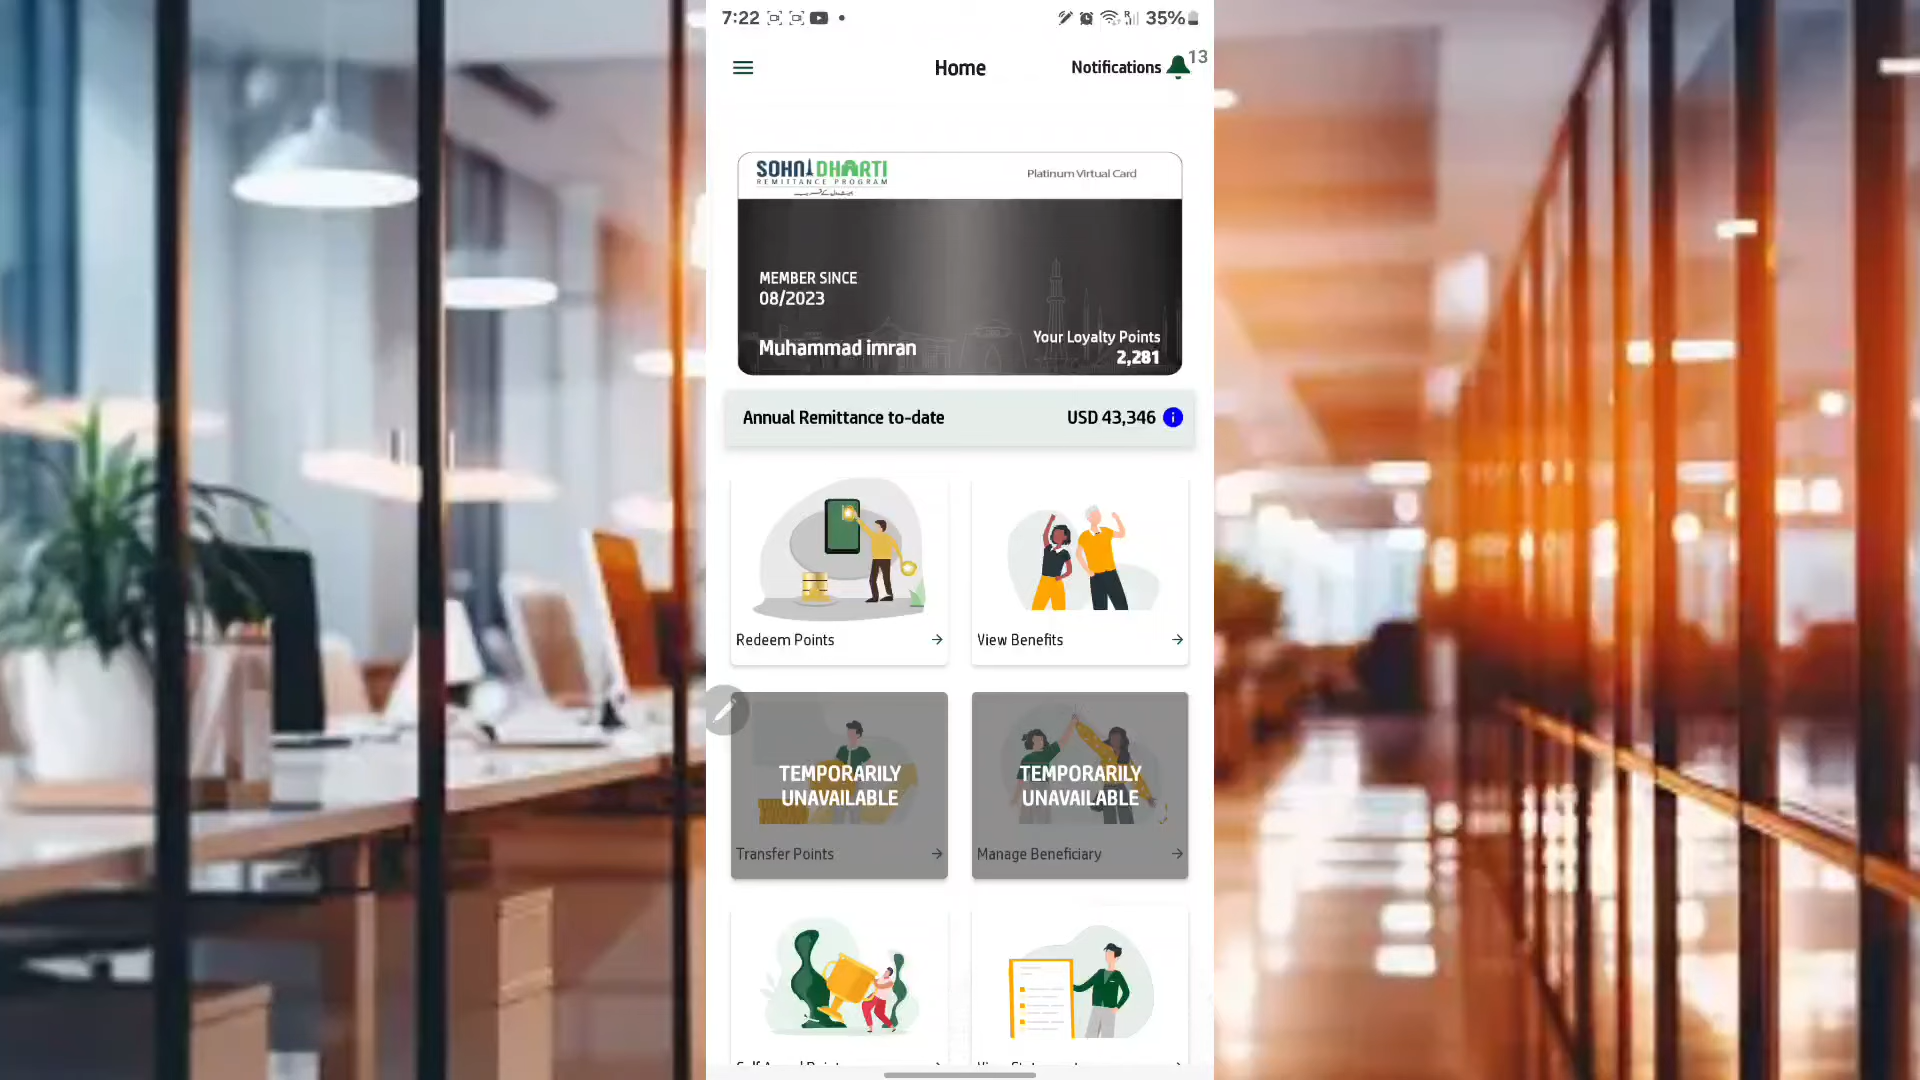 7:22
35%
Home
Notifications
13
SOHNI DHARTI
REMITTANCE PROGRAM
Platinum Virtual Card
MEMBER SINCE
08/2023
Muhammad imran
Your Loyalty Points
2,281
Annual Remittance to-date
USD 43,346
Redeem Points
View Benefits
TEMPORARILY
UNAVAILABLE
Transfer Points
TEMPORARILY
UNAVAILABLE
Manage Beneficiary